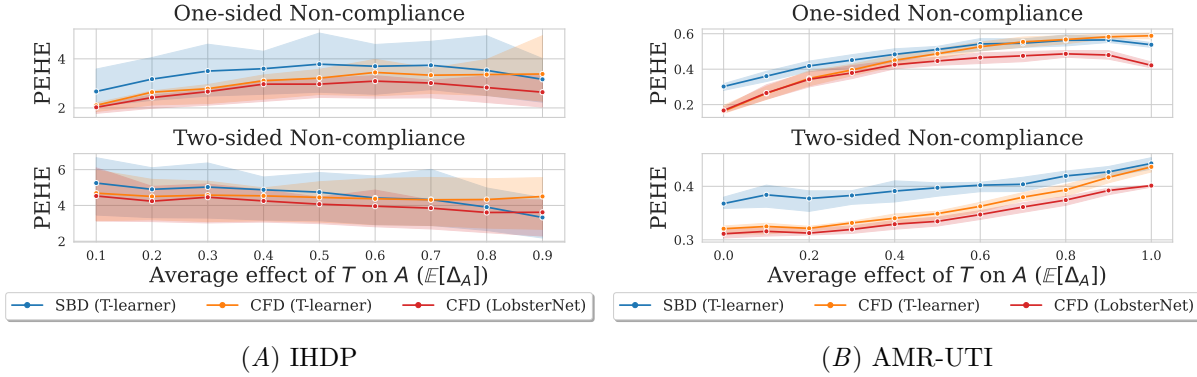 One-sided Non-compliance
PEHE
4
2
Two-sided Non-compliance
PEHE
6
4
2
0.1 0.2 0.3 0.4 0.5 0.6 0.7 0.8 0.9
Average effect of T on A (𝔼[Δ_A])
SBD (T-learner) CFD (T-learner) CFD (LobsterNet)
(A) IHDP
One-sided Non-compliance
PEHE
0.6
0.4
0.2
Two-sided Non-compliance
PEHE
0.4
0.3
0.0 0.2 0.4 0.6 0.8 1.0
Average effect of T on A (𝔼[Δ_A])
SBD (T-learner) CFD (T-learner) CFD (LobsterNet)
(B) AMR-UTI